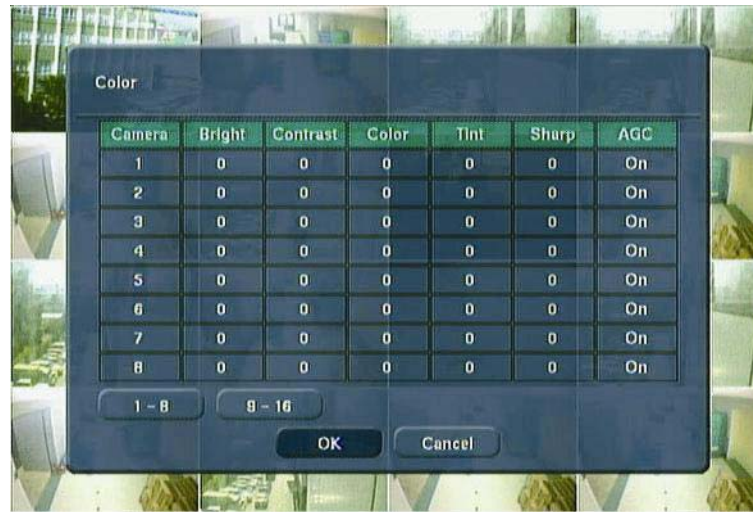 Color
Camera Bright Contrast Color Tint Sharp AGC
1 0 0 0 0 0 On
2 0 0 0 0 0 On
3 0 0 0 0 0 On
4 0 0 0 0 0 On
5 0 0 0 0 0 On
6 0 0 0 0 0 On
7 0 0 0 0 0 On
8 0 0 0 0 0 On
1 - 8 9 - 16
OK Cancel